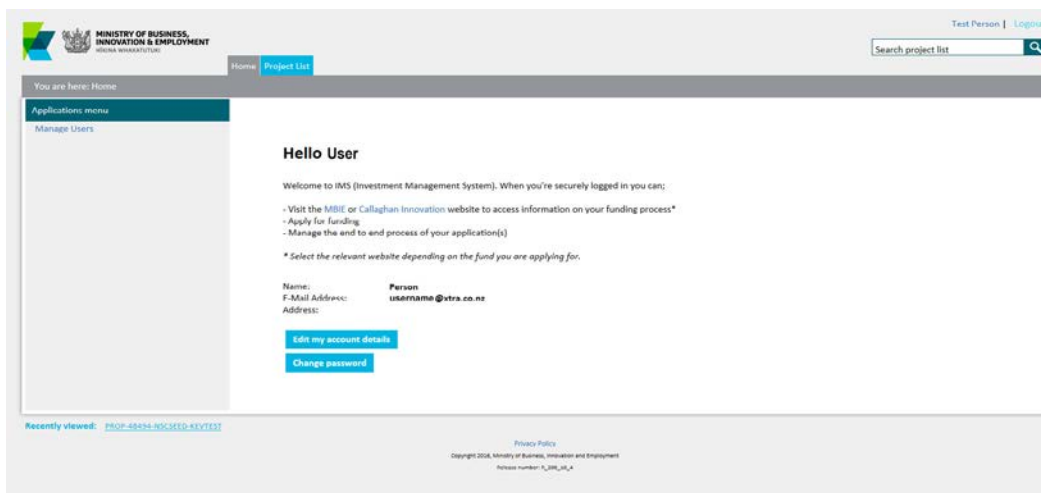 MINISTRY OF BUSINESS,
INNOVATION & EMPLOYMENT
HĪKINA WHAKATUTUKI
Test Person | Logou
Search project list
Home Project List
You are here: Home
Applications menu
Manage Users
Hello User
Welcome to IMS (Investment Management System). When you're securely logged in you can;
- Visit the MBIE or Callaghan Innovation website to access information on your funding process*
- Apply for funding
- Manage the end to end process of your application(s)
* Select the relevant website depending on the fund you are applying for.
Name: Person
E-Mail Address: username@xtra.co.nz
Address:
Edit my account details
Change password
Recently viewed: PROP-48494-NSCSEED-KEVTEST
Privacy Policy
Copyright 2016, Ministry of Business, Innovation and Employment
Release number: